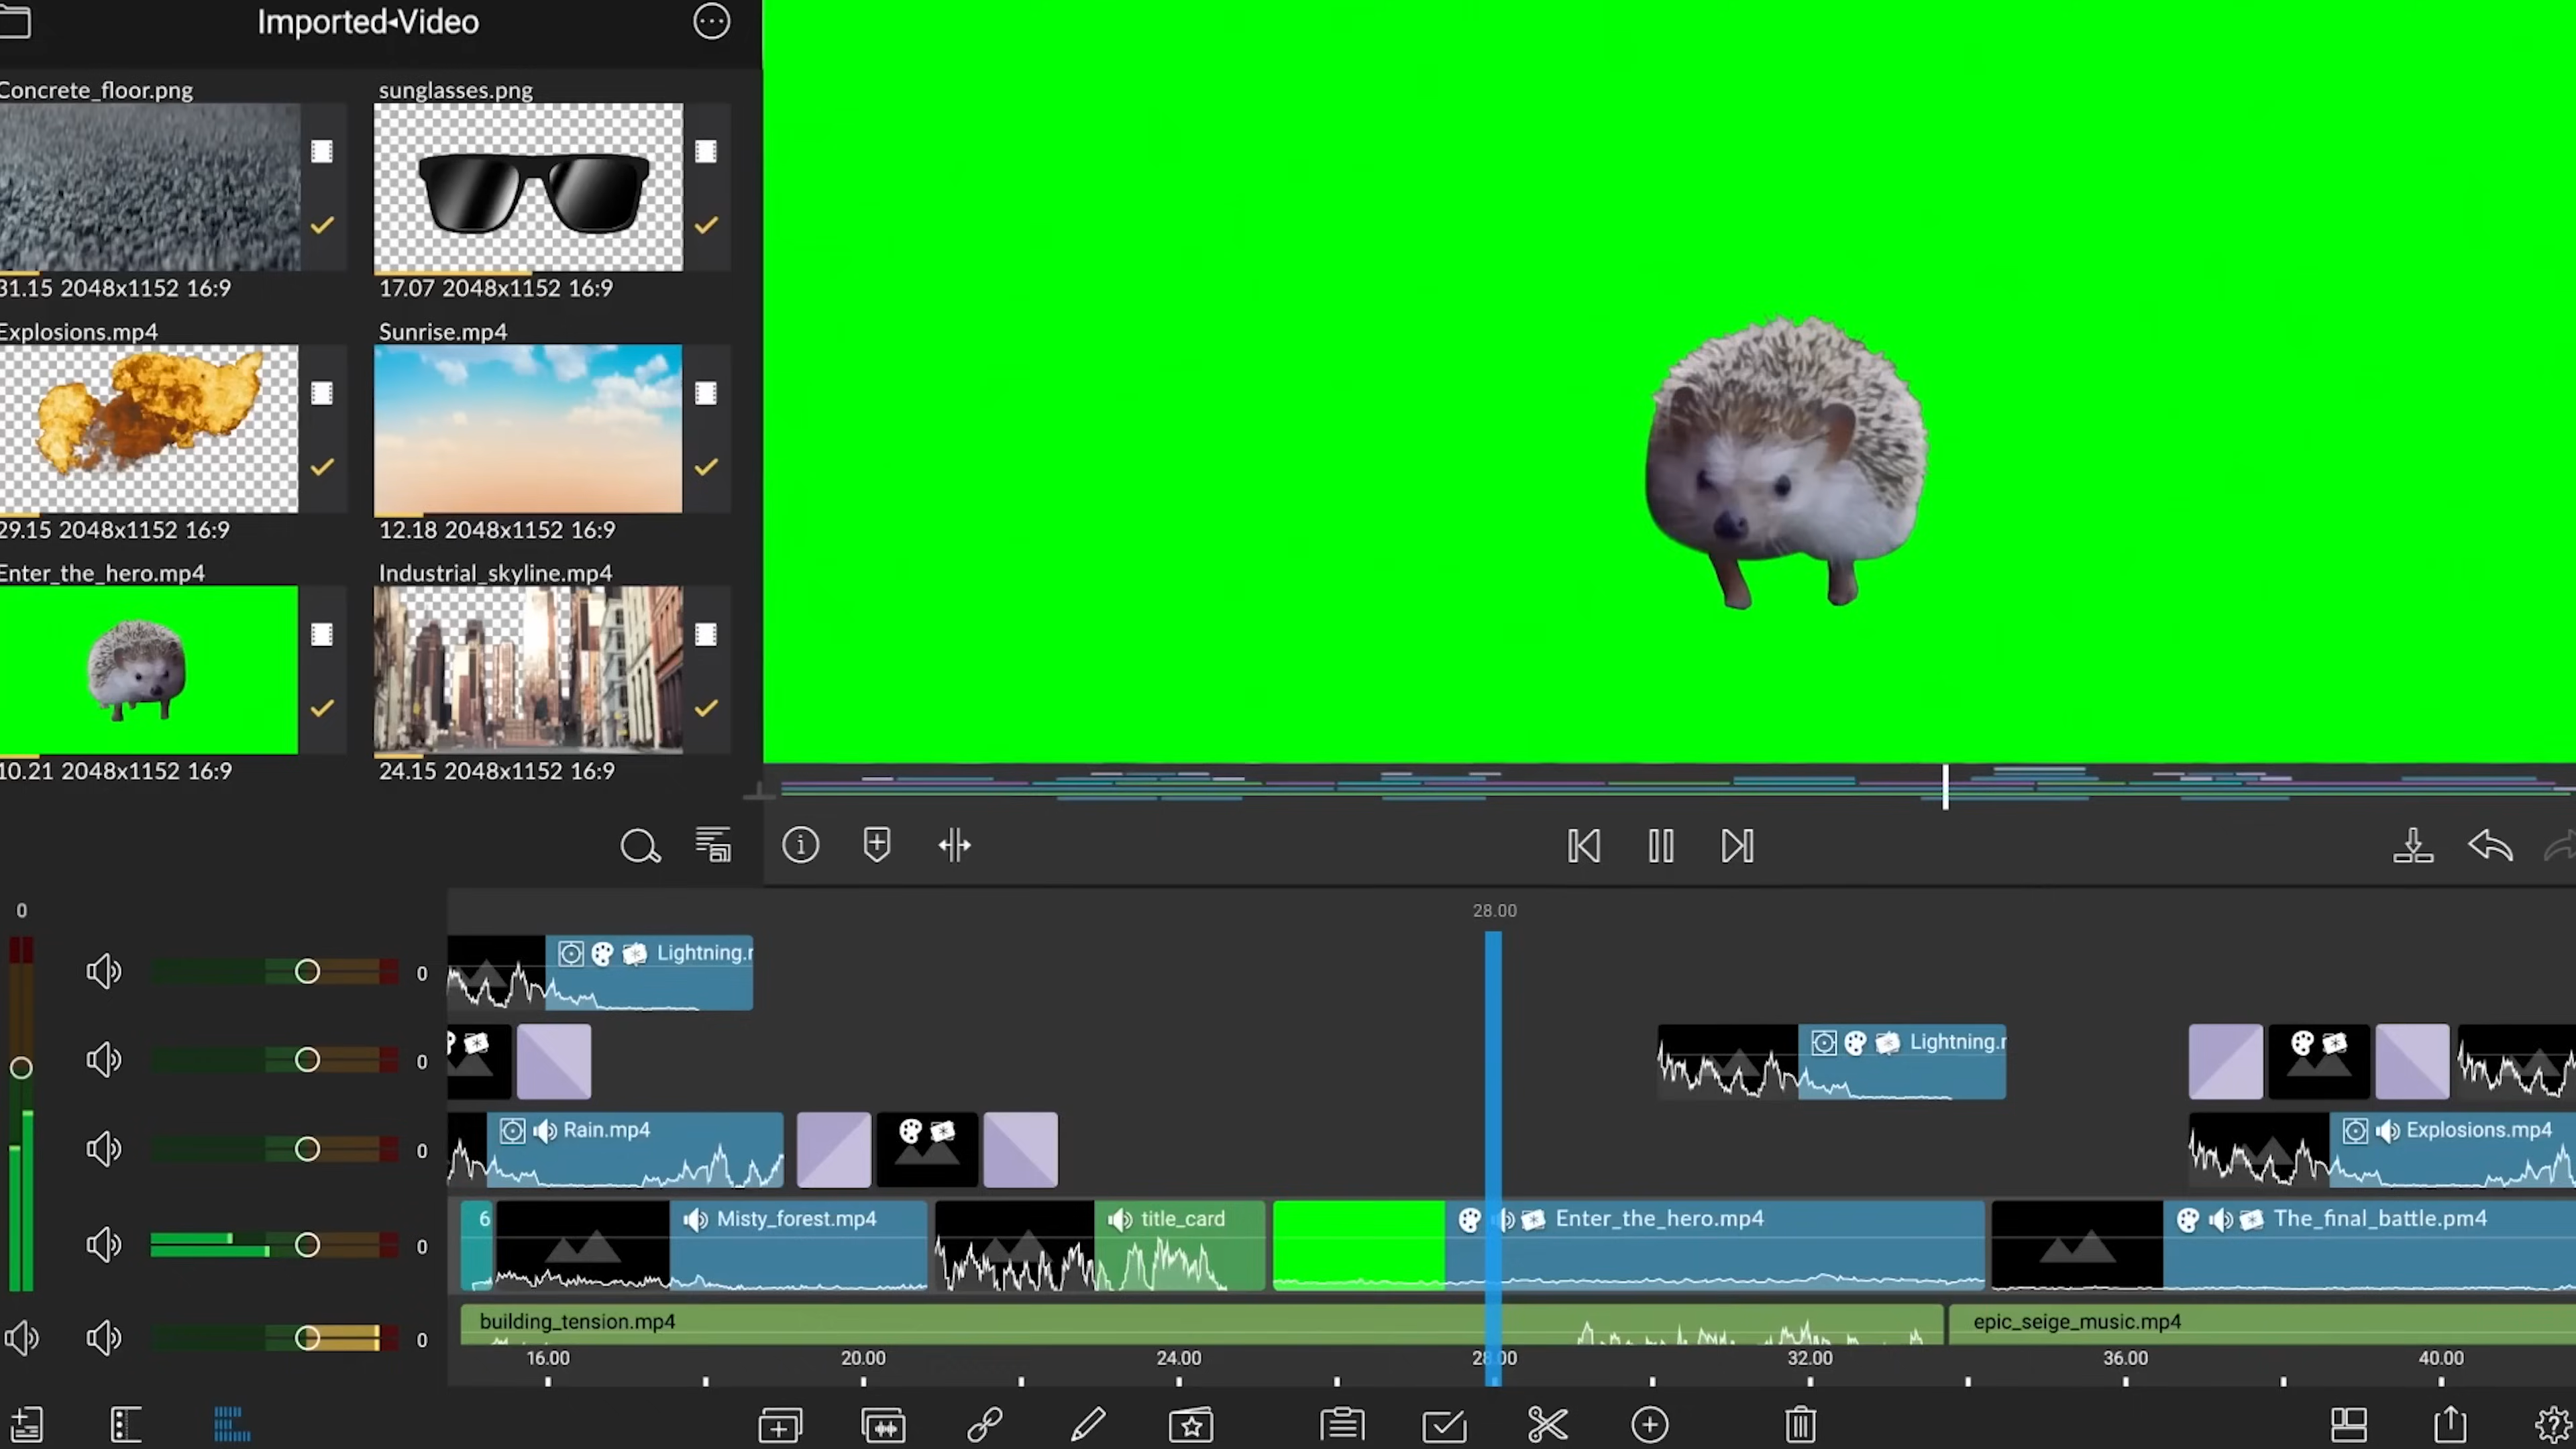 Imported Video
Concrete_floor.png
sunglasses.png
31.15 2048x1152 16:9
17.07 2048x1152 16:9
Explosions.mp4
Sunrise.mp4
29.15 2048x1152 16:9
12.18 2048x1152 16:9
Enter_the_hero.mp4
Industrial_skyline.mp4
10.21 2048x1152 16:9
24.15 2048x1152 16:9
0
28.00
Lightning.
0
Lightning.
0
Rain.mp4
Explosions.mp4
0
6
Misty_forest.mp4
title_card
Enter_the_hero.mp4
The_final_battle.pm4
0
building_tension.mp4
epic_seige_music.mp4
0
16.00
20.00
24.00
28.00
32.00
36.00
40.00